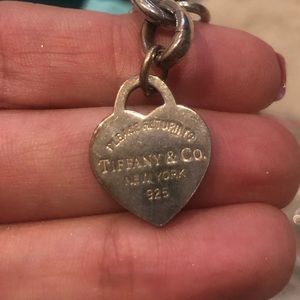 PLEASE RETURN TO
TIFFANY & CO.
NEW YORK
925